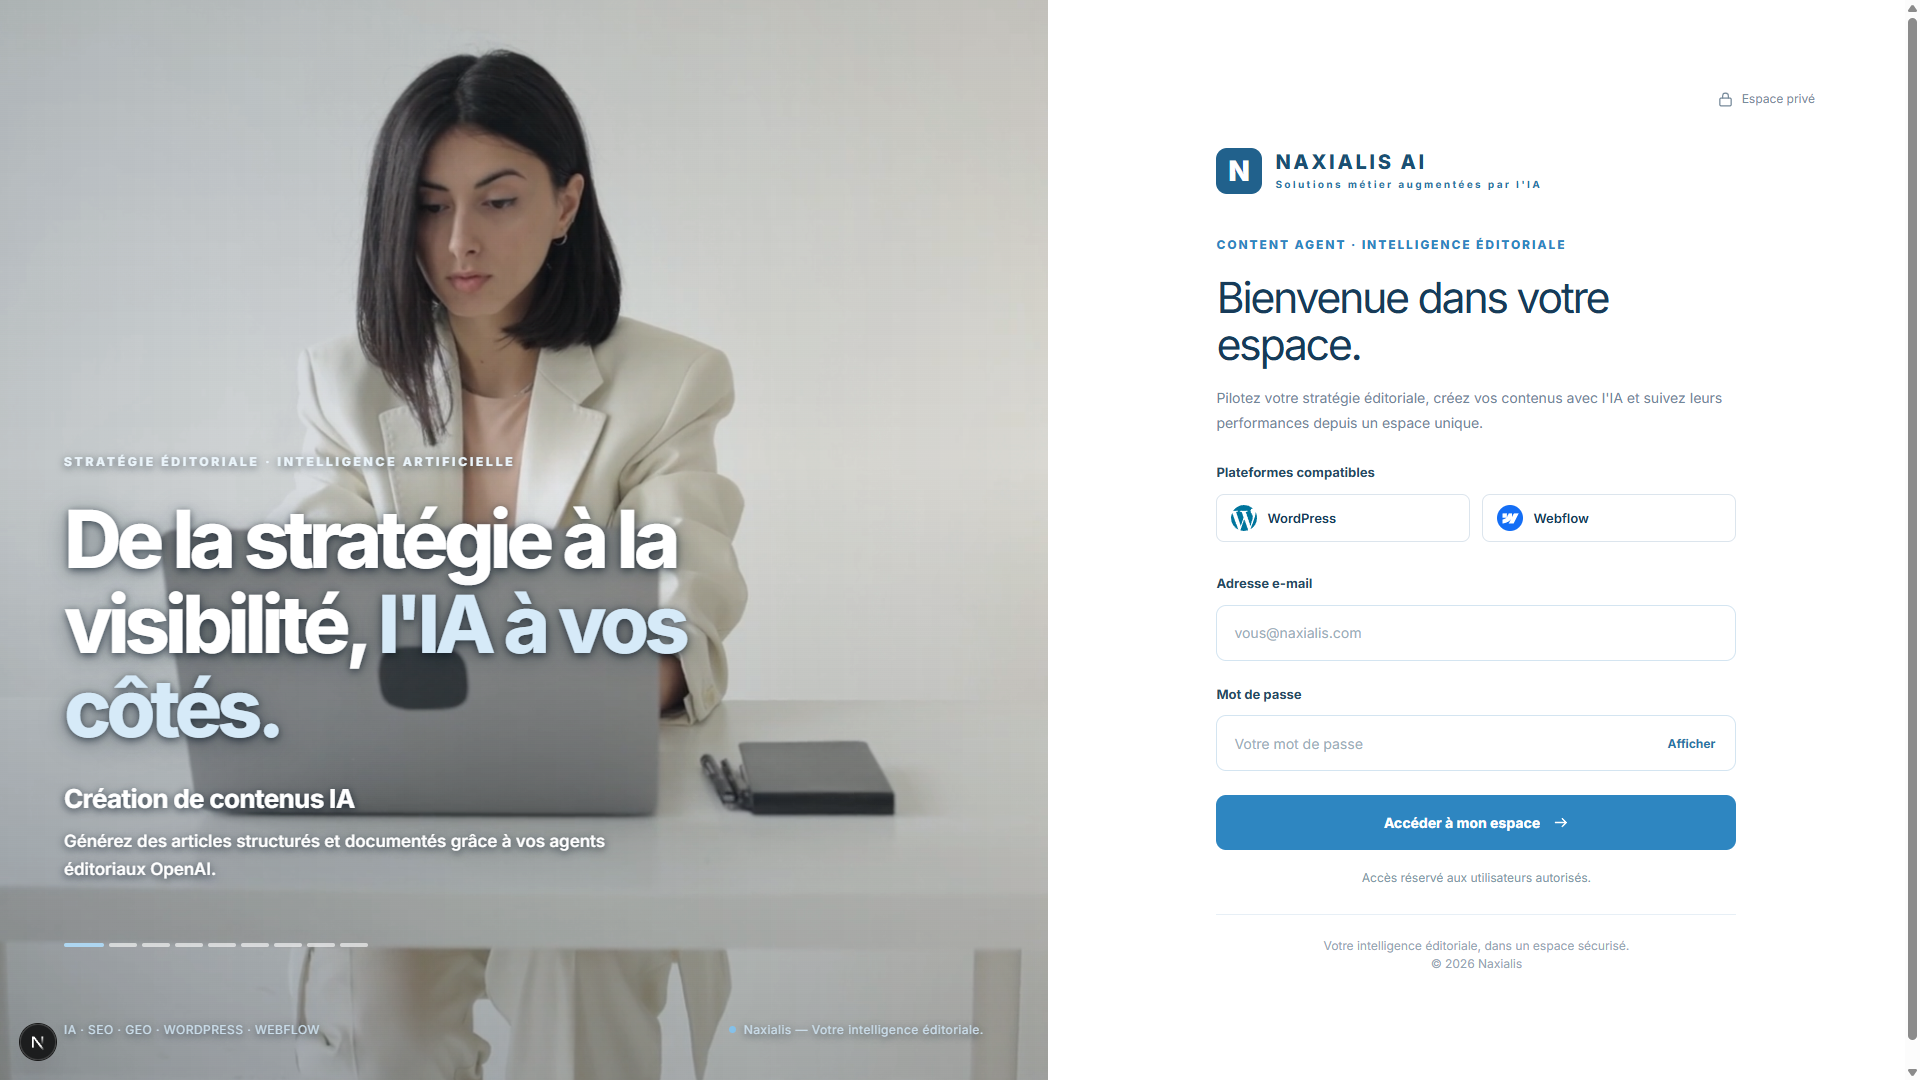 STRATÉGIE ÉDITORIALE · INTELLIGENCE ARTIFICIELLE
De la stratégie à la
visibilité, l'IA à vos
côtés.
Création de contenus IA
Générez des articles structurés et documentés grâce à vos agents
éditoriaux OpenAI.
IA · SEO · GEO · WORDPRESS · WEBFLOW
Naxialis — Votre intelligence éditoriale.
N
Espace privé
N
NAXIALIS AI
Solutions métier augmentées par l'IA
CONTENT AGENT · INTELLIGENCE ÉDITORIALE
Bienvenue dans votre
espace.
Pilotez votre stratégie éditoriale, créez vos contenus avec l'IA et suivez leurs
performances depuis un espace unique.
Plateformes compatibles
WordPress
Webflow
Adresse e-mail
vous@naxialis.com
Mot de passe
Votre mot de passe
Afficher
Accéder à mon espace →
Accès réservé aux utilisateurs autorisés.
Votre intelligence éditoriale, dans un espace sécurisé.
© 2026 Naxialis